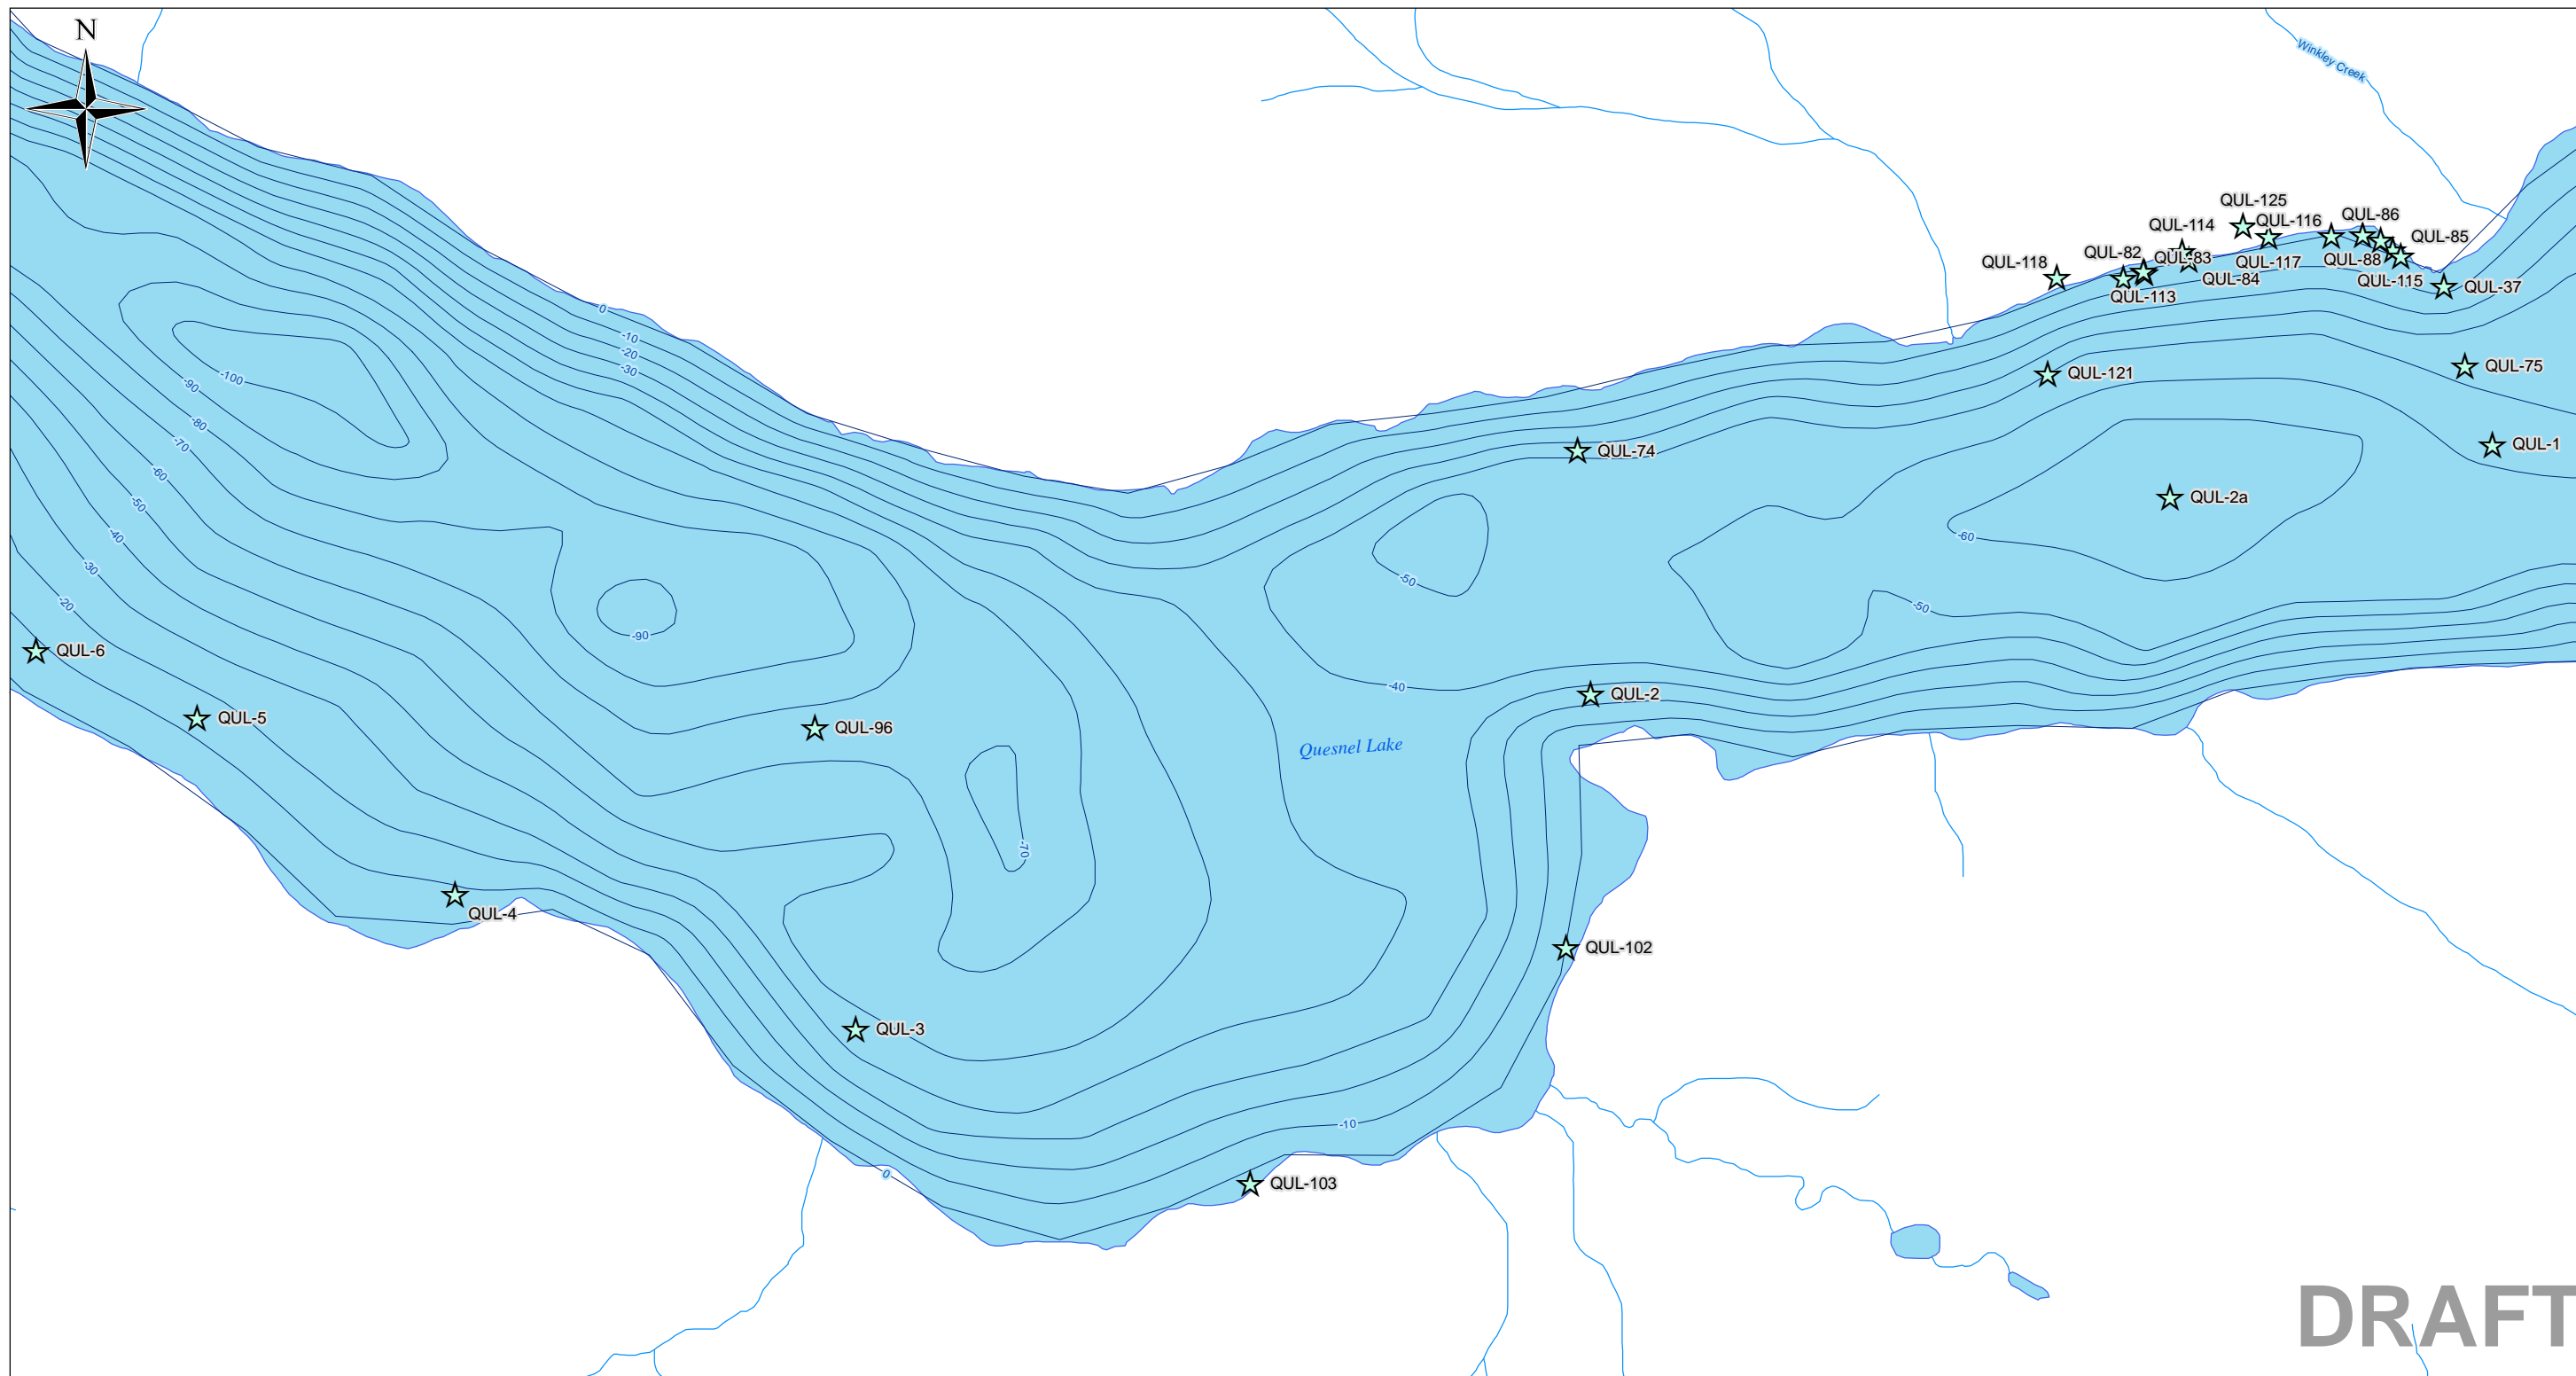 N
Winkley Creek
QUL-125
QUL-86
QUL-114
QUL-116
QUL-85
QUL-82
QUL-83
QUL-118
QUL-117
QUL-88
QUL-84
QUL-115
QUL-37
QUL-113
0
-10
-20
-30
QUL-75
QUL-121
-100
-90
-80
-70
QUL-1
QUL-74
-60
QUL-2a
-50
-40
-60
-30
-50
-20
-50
-90
QUL-6
-40
QUL-2
QUL-5
QUL-96
Quesnel Lake
-70
QUL-4
QUL-102
QUL-3
-10
0
QUL-103
DRAFT